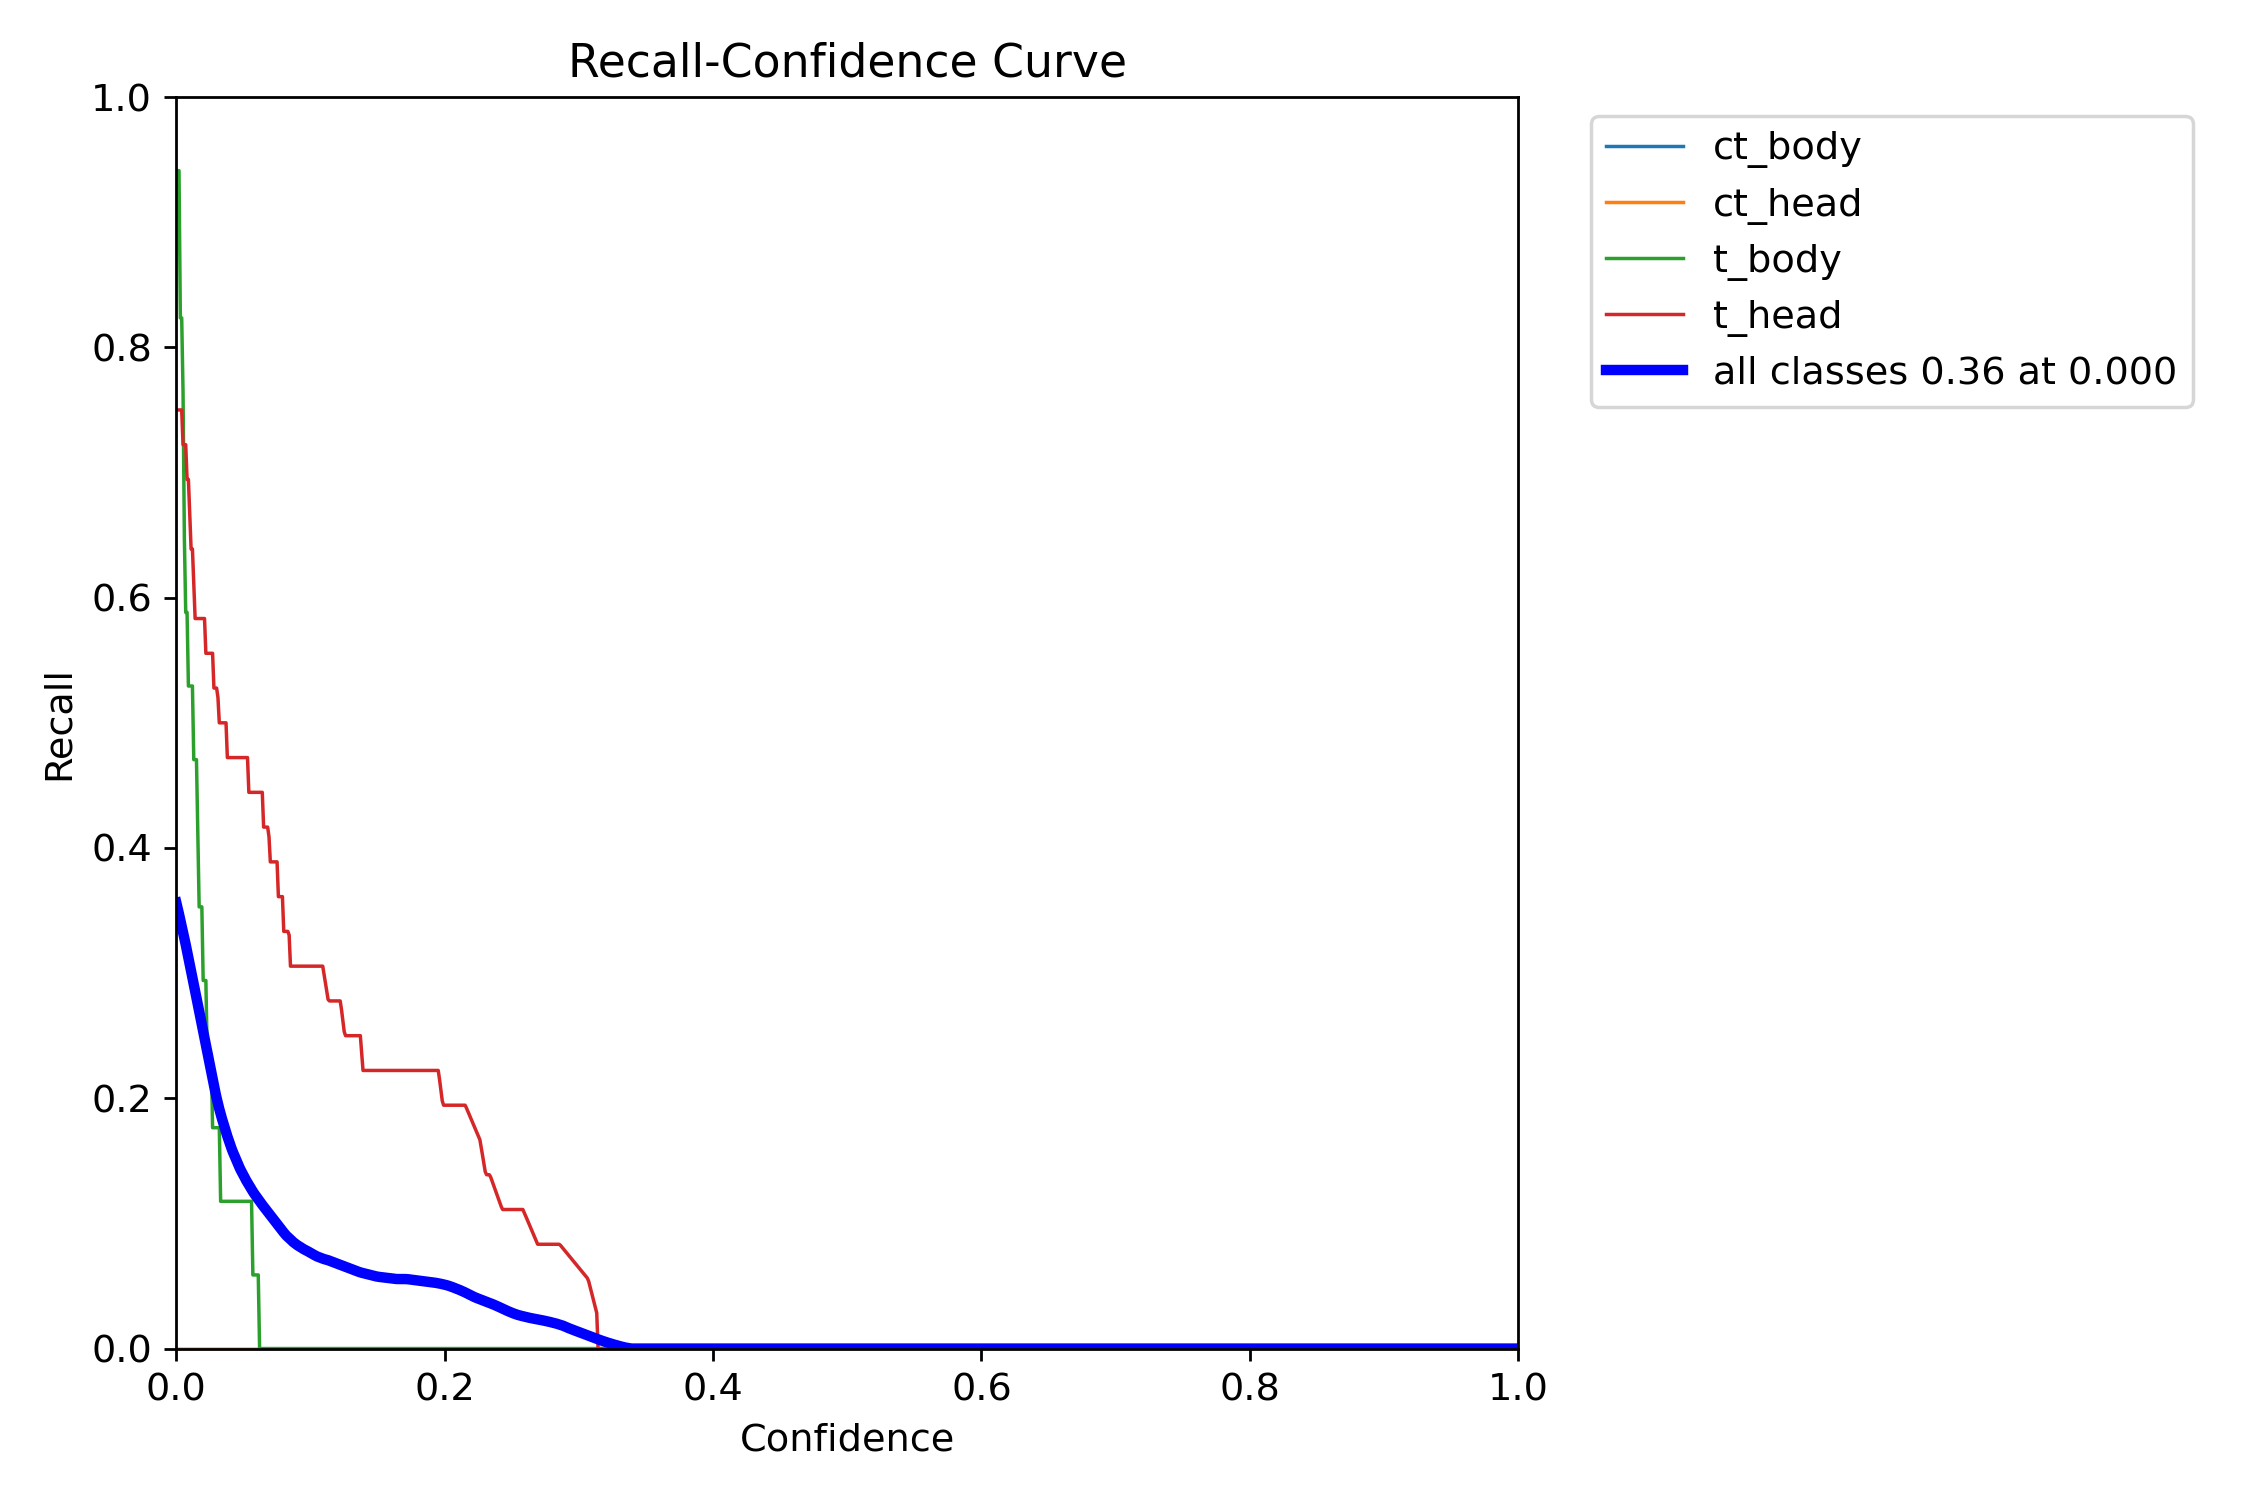 Recall-Confidence Curve
1.0
0.8
0.6
0.4
0.2
0.0
Recall
0.0 0.2 0.4 0.6 0.8 1.0
Confidence
ct_body
ct_head
t_body
t_head
all classes 0.36 at 0.000